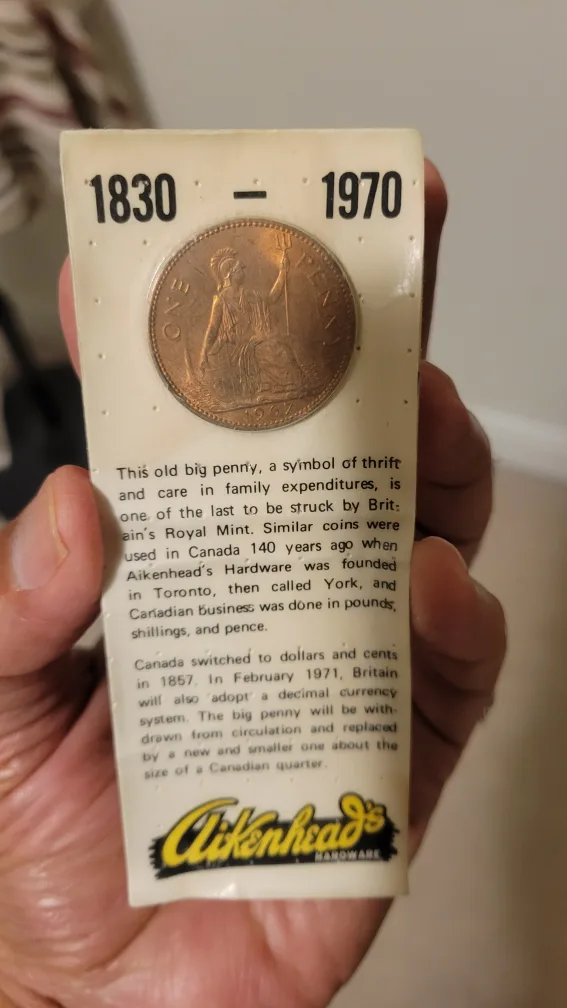 1830 - 1970
ONE PENNY
This old big penny, a symbol of thrift
and care in family expenditures, is
one of the last to be struck by Brit-
ain's Royal Mint. Similar coins were
used in Canada 140 years ago when
Aikenhead's Hardware was founded
in Toronto, then called York, and
Canadian business was done in pounds,
shillings, and pence.
Canada switched to dollars and cents
in 1857. In February 1971, Britain
will also adopt a decimal currency
system. The big penny will be with-
drawn from circulation and replaced
by a new and smaller one about the
size of a Canadian quarter.
Aikenhead's
HARDWARE